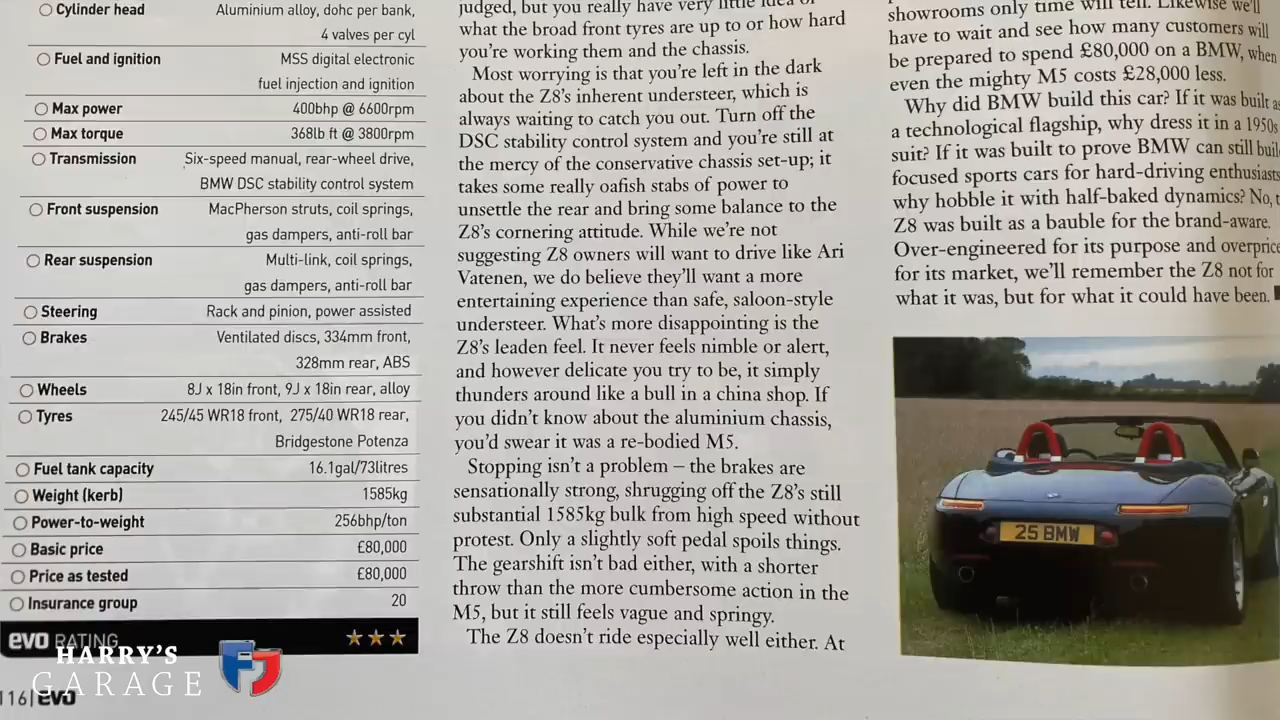 Cylinder head Aluminium alloy, dohc per bank,
4 valves per cyl
Fuel and ignition MSS digital electronic
fuel injection and ignition
Max power 400bhp @ 6600rpm
Max torque 368lb ft @ 3800rpm
Transmission Six-speed manual, rear-wheel drive,
BMW DSC stability control system
Front suspension MacPherson struts, coil springs,
gas dampers, anti-roll bar
Rear suspension Multi-link, coil springs,
gas dampers, anti-roll bar
Steering Rack and pinion, power assisted
Brakes Ventilated discs, 334mm front,
328mm rear, ABS
Wheels 8J x 18in front, 9J x 18in rear, alloy
Tyres 245/45 WR18 front, 275/40 WR18 rear,
Bridgestone Potenza
Fuel tank capacity 16.1gal/73litres
Weight (kerb) 1585kg
Power-to-weight 256bhp/ton
Basic price £80,000
Price as tested £80,000
Insurance group 20
evo RATING ★★★
HARRY'S
GARAGE
116 | evo
judged, but you really have very little idea of
what the broad front tyres are up to or how hard
you're working them and the chassis.
Most worrying is that you're left in the dark
about the Z8's inherent understeer, which is
always waiting to catch you out. Turn off the
DSC stability control system and you're still at
the mercy of the conservative chassis set-up; it
takes some really oafish stabs of power to
unsettle the rear and bring some balance to the
Z8's cornering attitude. While we're not
suggesting Z8 owners will want to drive like Ari
Vatenen, we do believe they'll want a more
entertaining experience than safe, saloon-style
understeer. What's more disappointing is the
Z8's leaden feel. It never feels nimble or alert,
and however delicate you try to be, it simply
thunders around like a bull in a china shop. If
you didn't know about the aluminium chassis,
you'd swear it was a re-bodied M5.
Stopping isn't a problem – the brakes are
sensationally strong, shrugging off the Z8's still
substantial 1585kg bulk from high speed without
protest. Only a slightly soft pedal spoils things.
The gearshift isn't bad either, with a shorter
throw than the more cumbersome action in the
M5, but it still feels vague and springy.
The Z8 doesn't ride especially well either. At
showrooms only time will tell. Likewise we'll
have to wait and see how many customers will
be prepared to spend £80,000 on a BMW, when
even the mighty M5 costs £28,000 less.
Why did BMW build this car? If it was built as
a technological flagship, why dress it in a 1950s
suit? If it was built to prove BMW can still buil
focused sports cars for hard-driving enthusiasts
why hobble it with half-baked dynamics? No, t
Z8 was built as a bauble for the brand-aware.
Over-engineered for its purpose and overprice
for its market, we'll remember the Z8 not for
what it was, but for what it could have been.
25 BMW